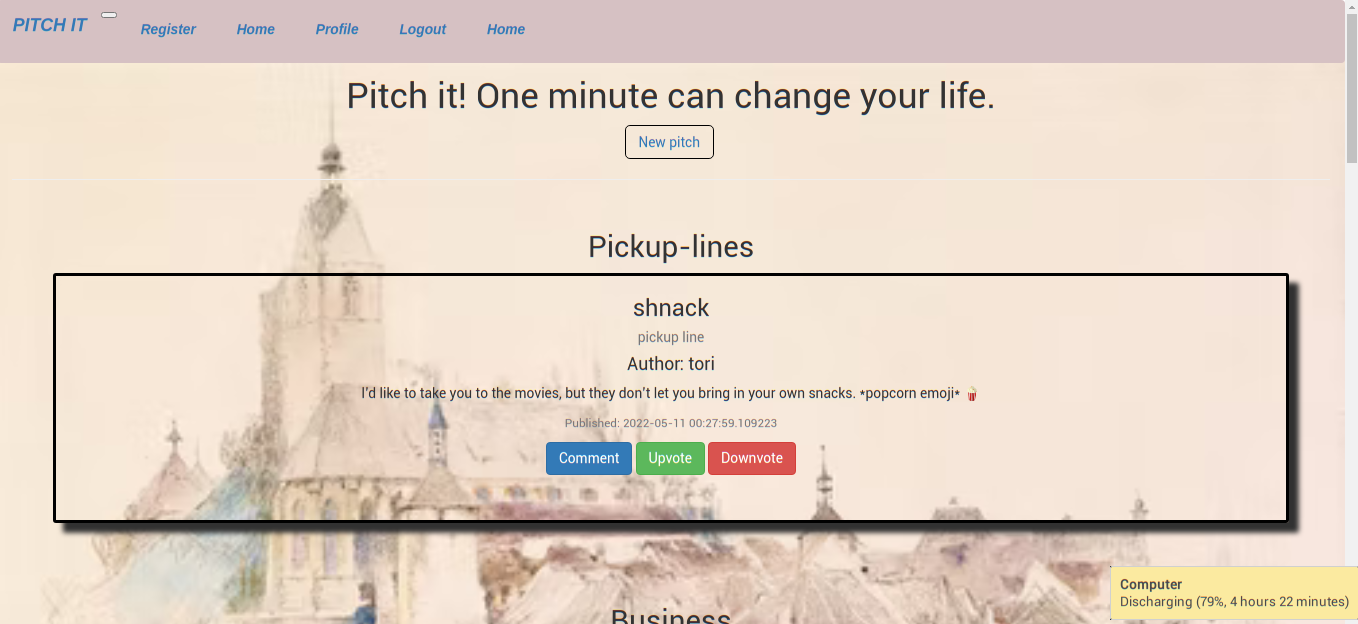 PITCH IT Register Home Profile Logout Home
Pitch it! One minute can change your life.
New pitch
Pickup-lines
shnack
pickup line
Author: tori
I'd like to take you to the movies, but they don't let you bring in your own snacks. *popcorn emoji* 🍿
Published: 2022-05-11 00:27:59.109223
Comment Upvote Downvote
Business
Computer
Discharging (79%, 4 hours 22 minutes)